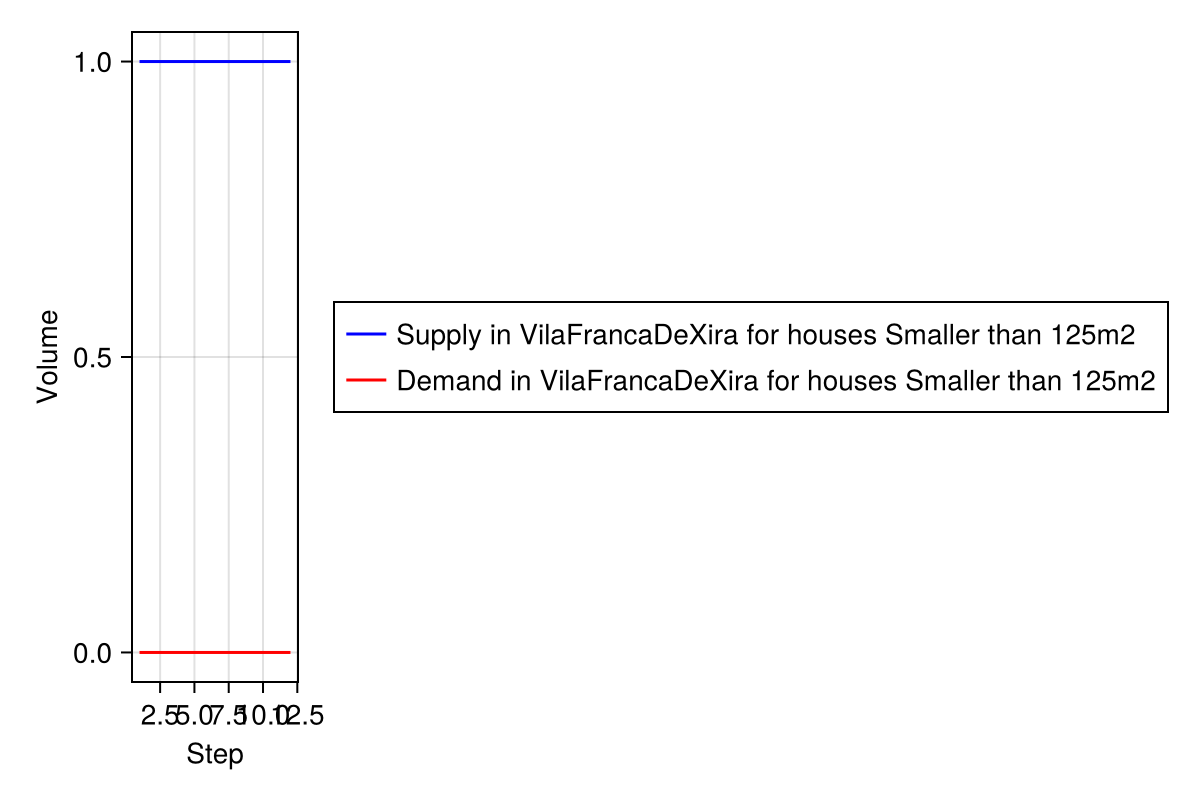 1.0
0.5
0.0
Volume
2.5 5.0 7.5 10.0 12.5
Step
Supply in VilaFrancaDeXira for houses Smaller than 125m2
Demand in VilaFrancaDeXira for houses Smaller than 125m2